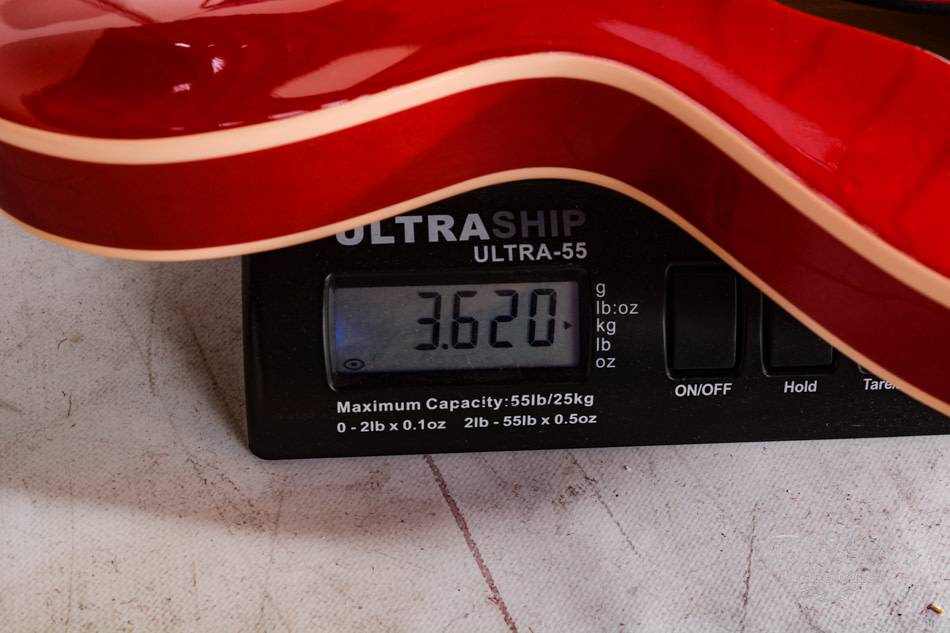 ULTRASHIP
ULTRA-55
3.620
g
lb:oz
kg
lb
oz
ON/OFF
Hold
Maximum Capacity:55lb/25kg
0 - 2lb x 0.1oz 2lb - 55lb x 0.5oz